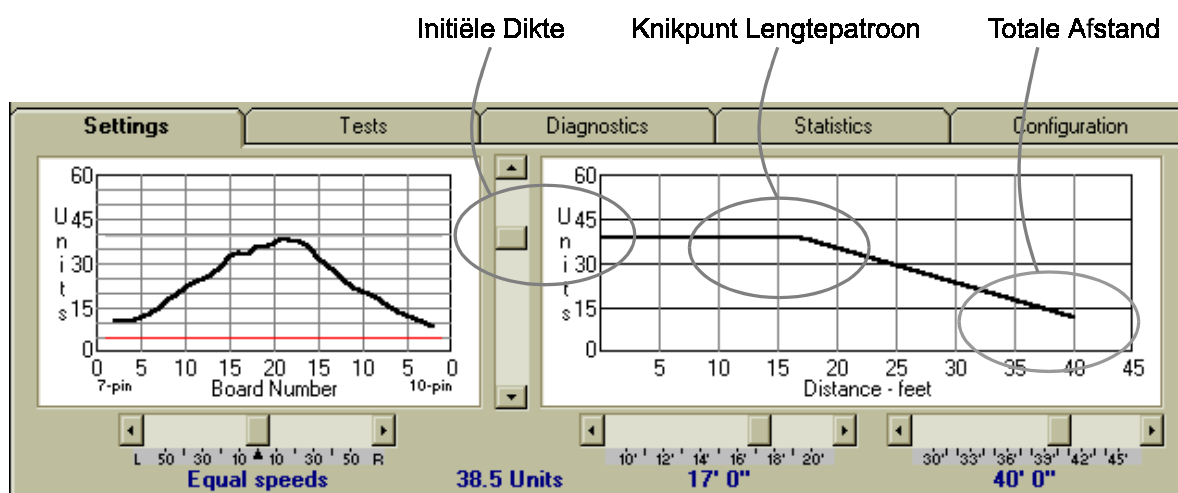 Initiële Dikte Knikpunt Lengtepatroon Totale Afstand
Settings Tests Diagnostics Statistics Configuration
60 45 30 15 0
Units
0 5 10 15 20 15 10 5 0
7-pin Board Number 10-pin
60 45 30 15 0
Units
5 10 15 20 25 30 35 40 45
Distance - feet
L 50 30 10 10 30 50 R
10' 12' 14' 16' 18' 20'
30' 33' 36' 39' 42' 45'
Equal speeds 38.5 Units 17' 0" 40' 0"